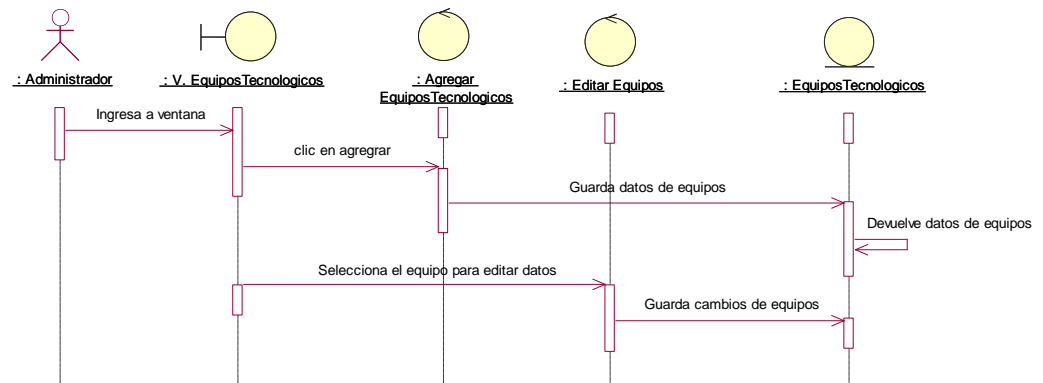 : Administrador
: V. EquiposTecnologicos
: Agregar
EquiposTecnologicos
: Editar Equipos
: EquiposTecnologicos
Ingresa a ventana
clic en agregrar
Guarda datos de equipos
Devuelve datos de equipos
Selecciona el equipo para editar datos
Guarda cambios de equipos